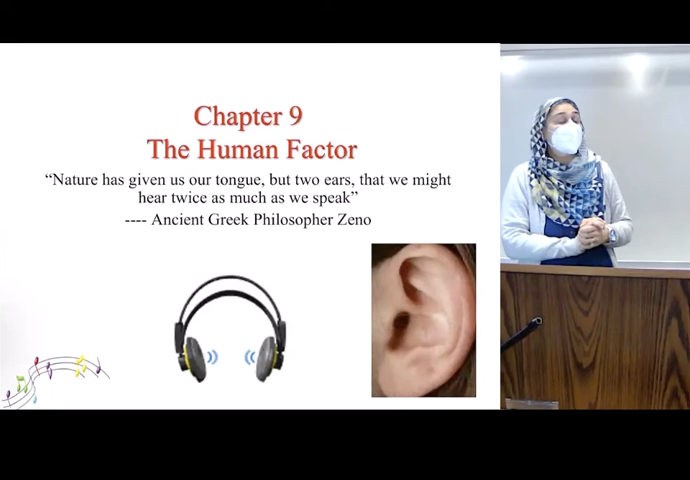 Chapter 9
The Human Factor
“Nature has given us our tongue, but two ears, that we might
hear twice as much as we speak”
---- Ancient Greek Philosopher Zeno